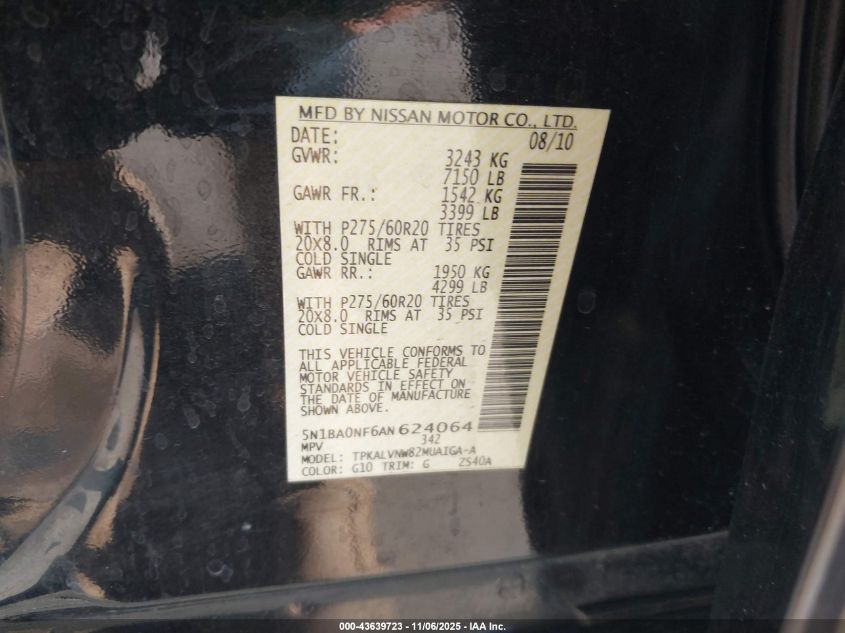 MFD BY NISSAN MOTOR CO., LTD.
DATE: 08/10
GVWR: 3243 KG
7150 LB
GAWR FR.: 1542 KG
3399 LB
WITH P275/60R20 TIRES
20X8.0 RIMS AT 35 PSI
COLD SINGLE
GAWR RR.: 1950 KG
4299 LB
WITH P275/60R20 TIRES
20X8.0 RIMS AT 35 PSI
COLD SINGLE
THIS VEHICLE CONFORMS TO
ALL APPLICABLE FEDERAL
MOTOR VEHICLE SAFETY
STANDARDS IN EFFECT ON
THE DATE OF MANUFACTURE
SHOWN ABOVE.
5N1BA0NF6AN 624064
MPV 342
MODEL: TPKALVNW82MUAIGA-A
COLOR: G10 TRIM: G ZS40A
000-43639723 - 11/06/2025 - IAA Inc.